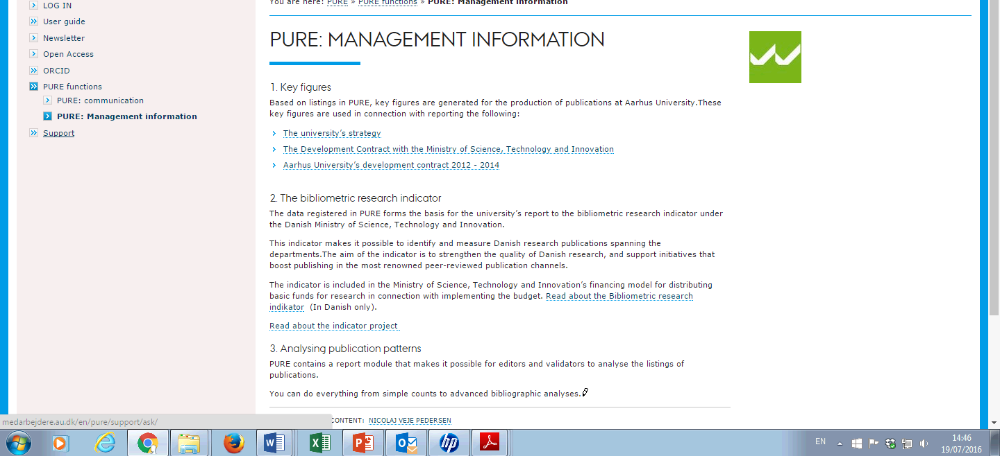 You are here: PURE » PURE functions » PURE: Management information
LOG IN
User guide
Newsletter
Open Access
ORCID
PURE functions
PURE: communication
PURE: Management information
Support
PURE: MANAGEMENT INFORMATION
1. Key figures
Based on listings in PURE, key figures are generated for the production of publications at Aarhus University.These
key figures are used in connection with reporting the following:
The university’s strategy
The Development Contract with the Ministry of Science, Technology and Innovation
Aarhus University’s development contract 2012 - 2014
2. The bibliometric research indicator
The data registered in PURE forms the basis for the university’s report to the bibliometric research indicator under
the Danish Ministry of Science, Technology and Innovation.
This indicator makes it possible to identify and measure Danish research publications spanning the
departments.The aim of the indicator is to strengthen the quality of Danish research, and support initiatives that
boost publishing in the most renowned peer-reviewed publication channels.
The indicator is included in the Ministry of Science, Technology and Innovation’s financing model for distributing
basic funds for research in connection with implementing the budget. Read about the Bibliometric research
indikator (In Danish only).
Read about the indicator project
3. Analysing publication patterns
PURE contains a report module that makes it possible for editors and validators to analyse the listings of
publications.
You can do everything from simple counts to advanced bibliographic analyses.
CONTENT: NICOLAJ VEJE PEDERSEN
medarbejdere.au.dk/en/pure/support/ask/
EN
14:46
19/07/2016